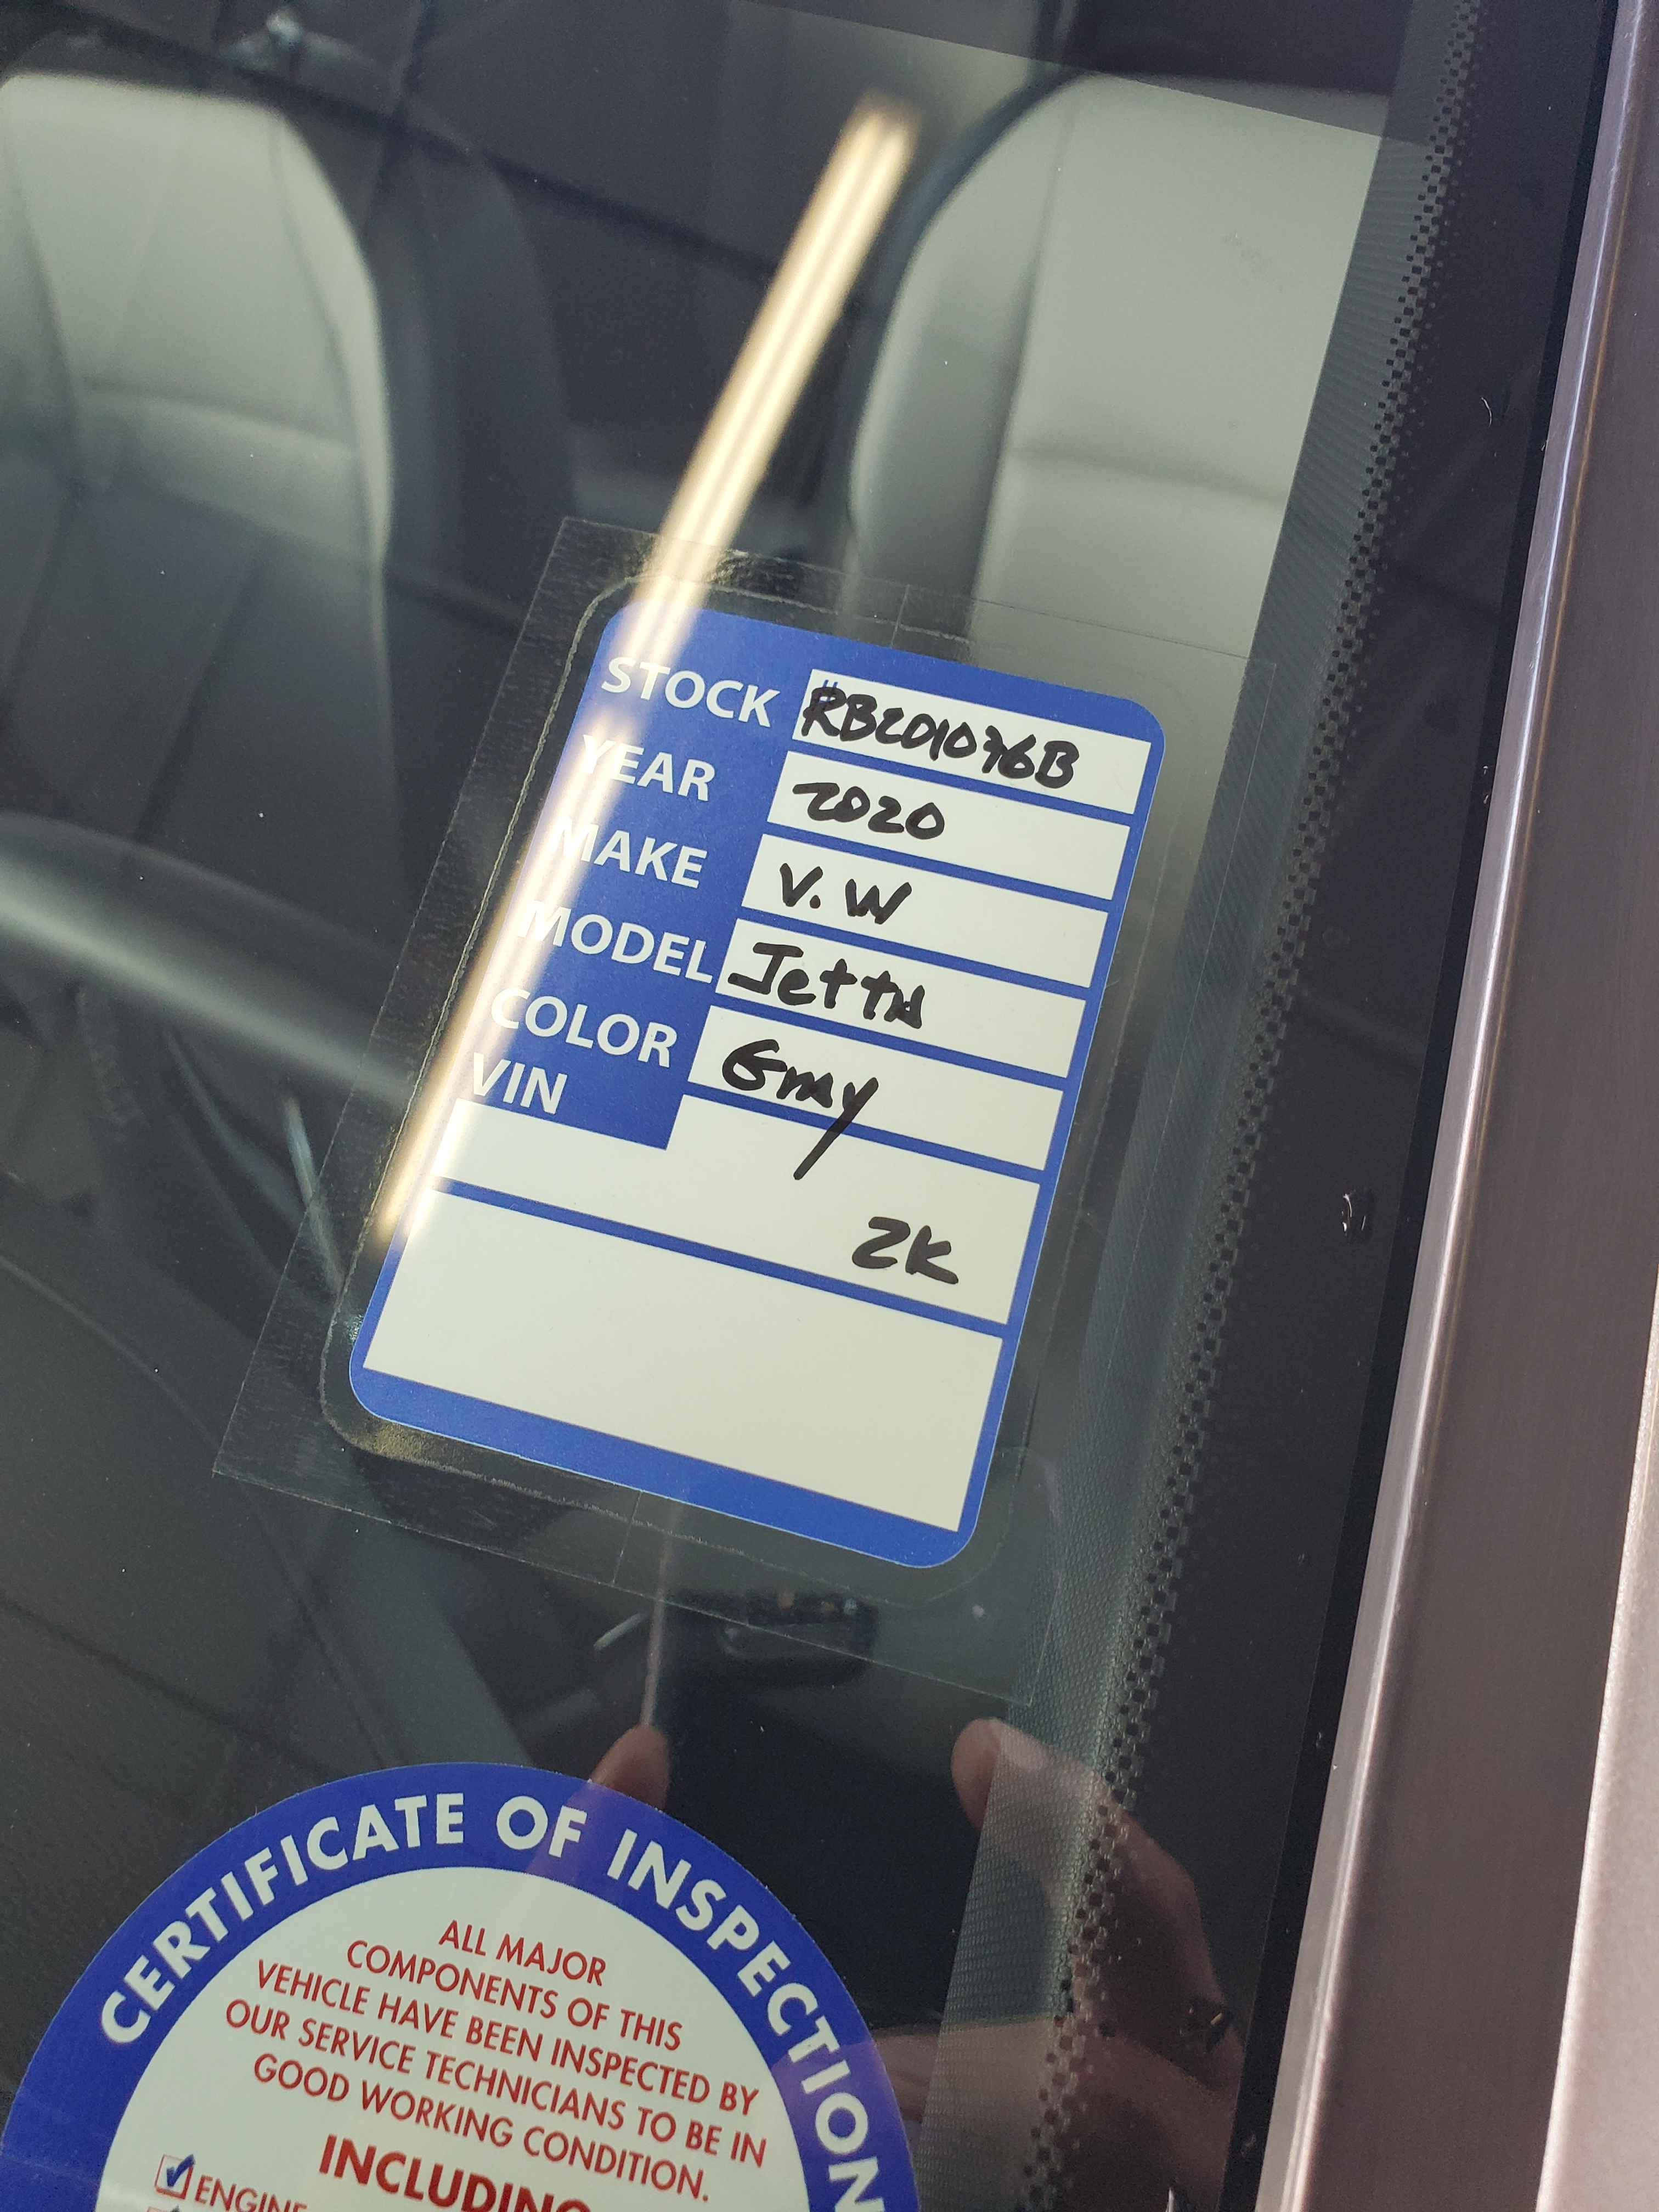 STOCK RB201076B
YEAR 2020
MAKE V.W
MODEL Jetta
COLOR Gray
VIN
2K
CERTIFICATE OF INSPECTION
ALL MAJOR
COMPONENTS OF THIS
VEHICLE HAVE BEEN INSPECTED BY
OUR SERVICE TECHNICIANS TO BE IN
GOOD WORKING CONDITION.
INCLUDING
ENGINE